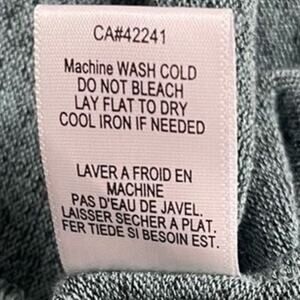 CA#42241
Machine WASH COLD
DO NOT BLEACH
LAY FLAT TO DRY
COOL IRON IF NEEDED
LAVER A FROID EN
MACHINE
PAS D'EAU DE JAVEL.
LAISSER SECHER A PLAT.
FER TIEDE SI BESOIN EST.